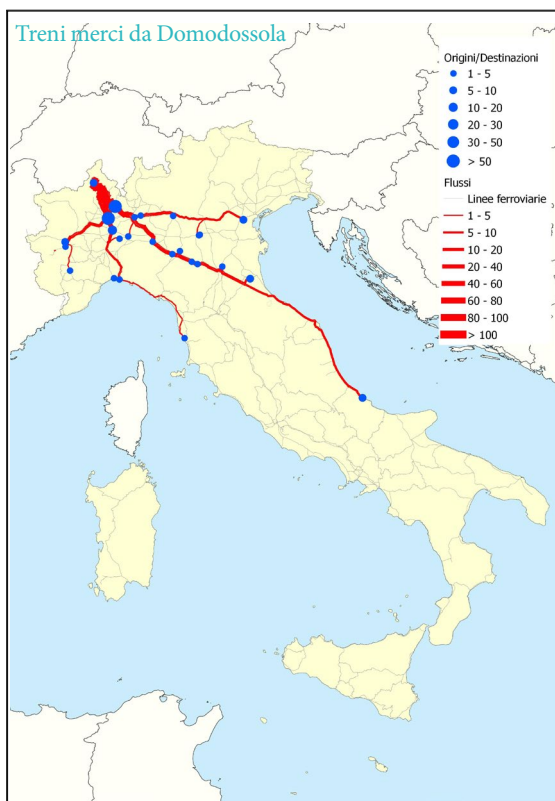 Treni merci da Domodossola
Origini/Destinazioni
1 - 5
5 - 10
10 - 20
20 - 30
30 - 50
> 50
Flussi
Linee ferroviarie
1 - 5
5 - 10
10 - 20
20 - 40
40 - 60
60 - 80
80 - 100
> 100